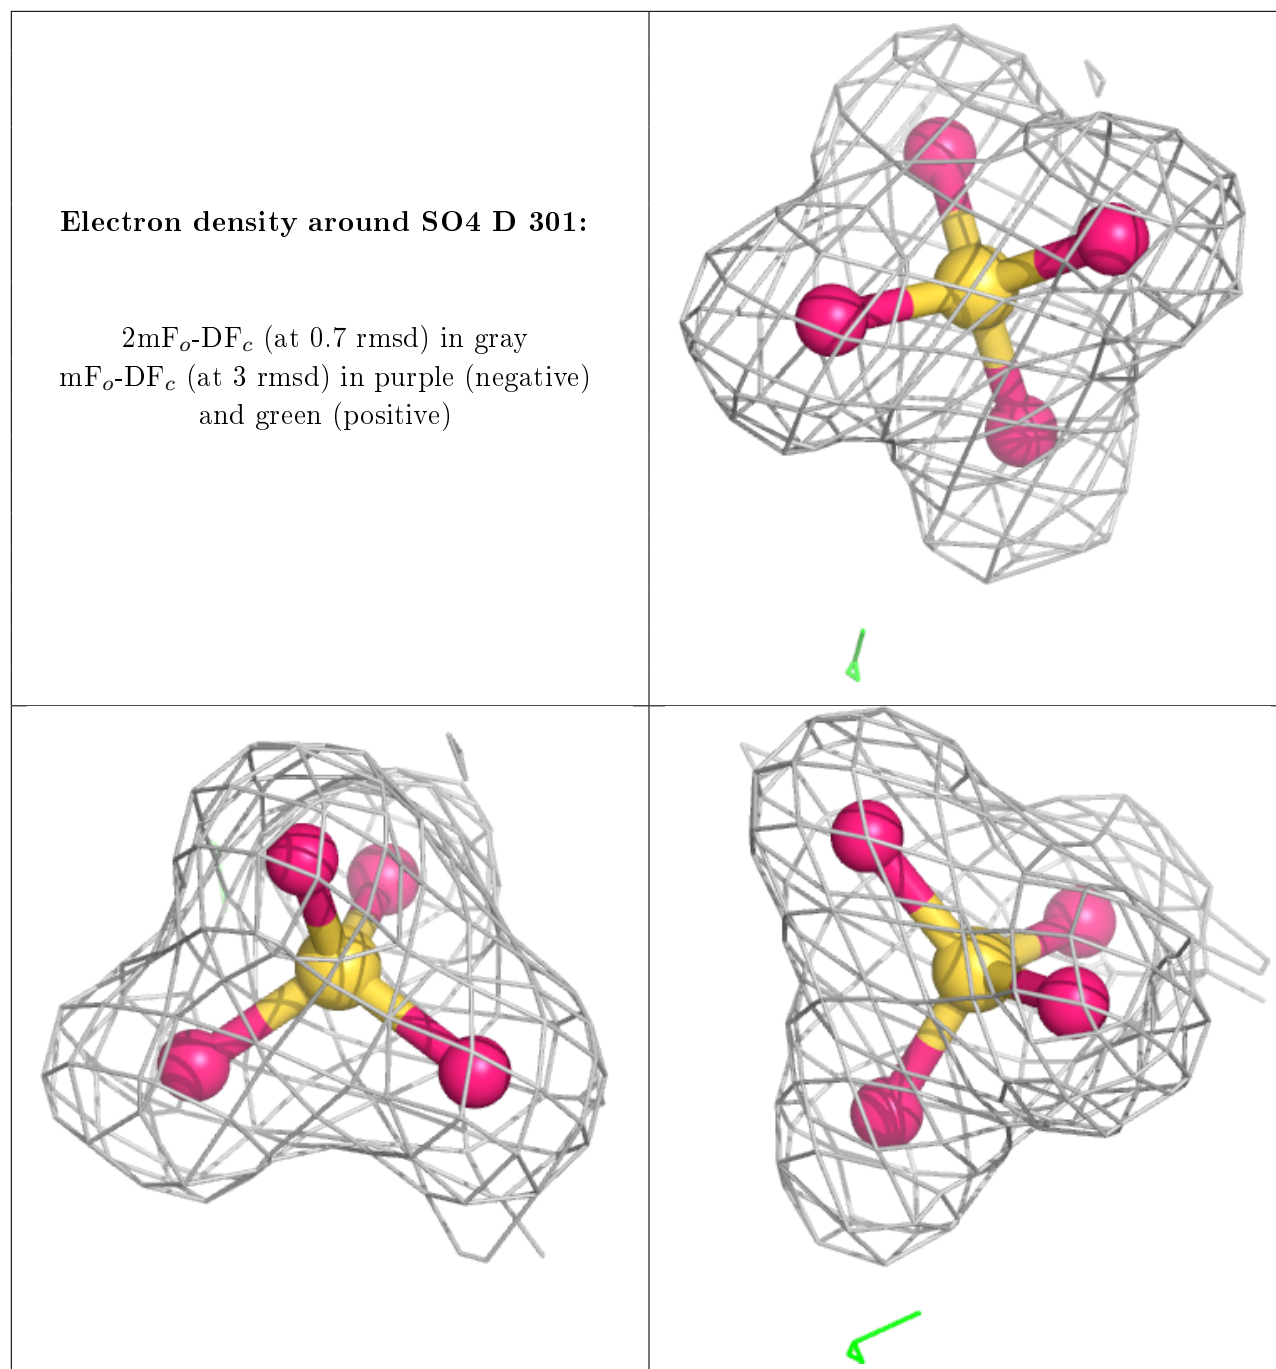 Electron density around SO4 D 301:
2mFo-DFc (at 0.7 rmsd) in gray
mFo-DFc (at 3 rmsd) in purple (negative)
and green (positive)